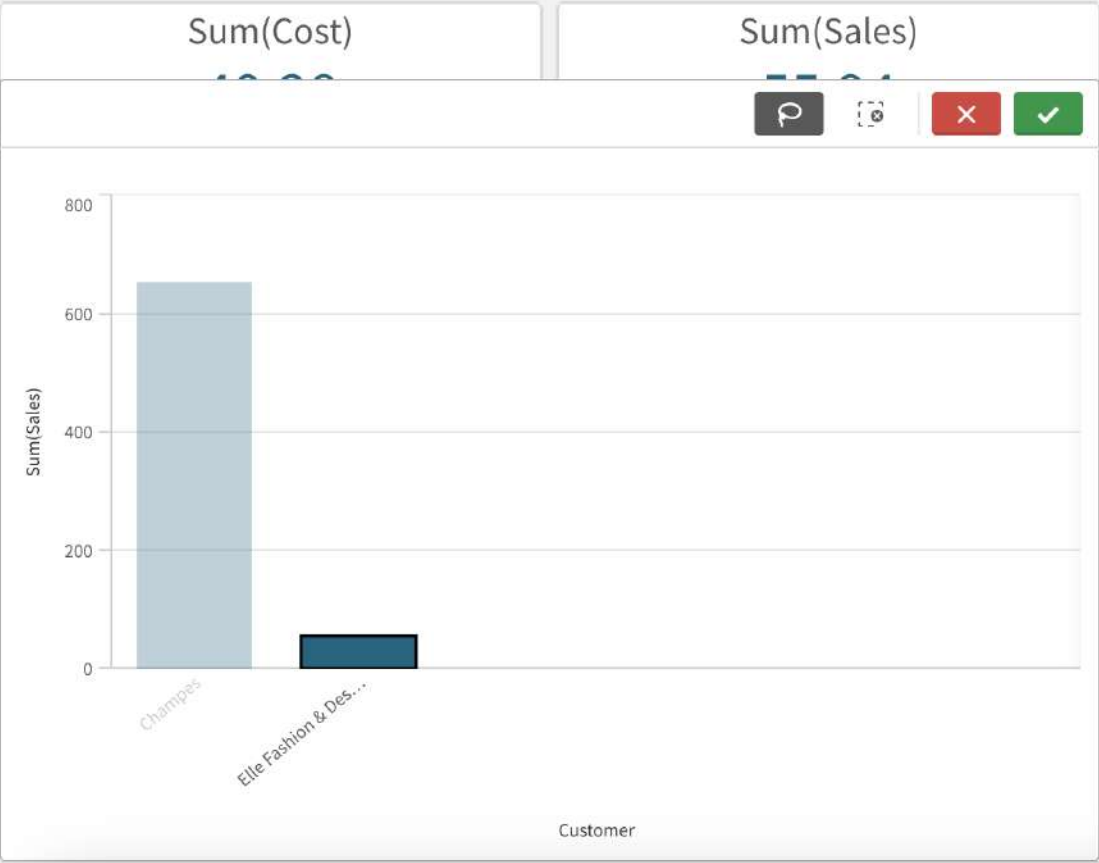 Sum(Cost)
Sum(Sales)
800
600
400
200
0
Sum(Sales)
Champes
Elle Fashion & Des...
Customer